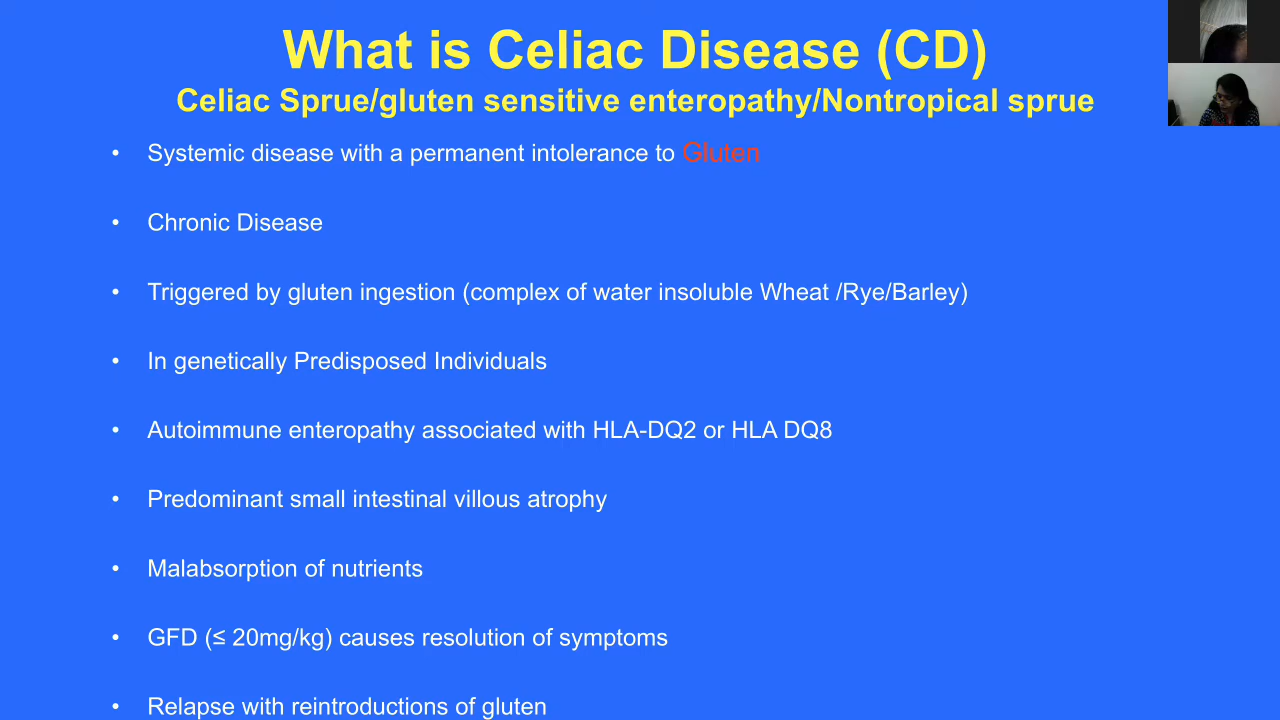 What is Celiac Disease (CD)
Celiac Sprue/gluten sensitive enteropathy/Nontropical sprue
• Systemic disease with a permanent intolerance to Gluten
• Chronic Disease
• Triggered by gluten ingestion (complex of water insoluble Wheat /Rye/Barley)
• In genetically Predisposed Individuals
• Autoimmune enteropathy associated with HLA-DQ2 or HLA DQ8
• Predominant small intestinal villous atrophy
• Malabsorption of nutrients
• GFD (≤ 20mg/kg) causes resolution of symptoms
• Relapse with reintroductions of gluten